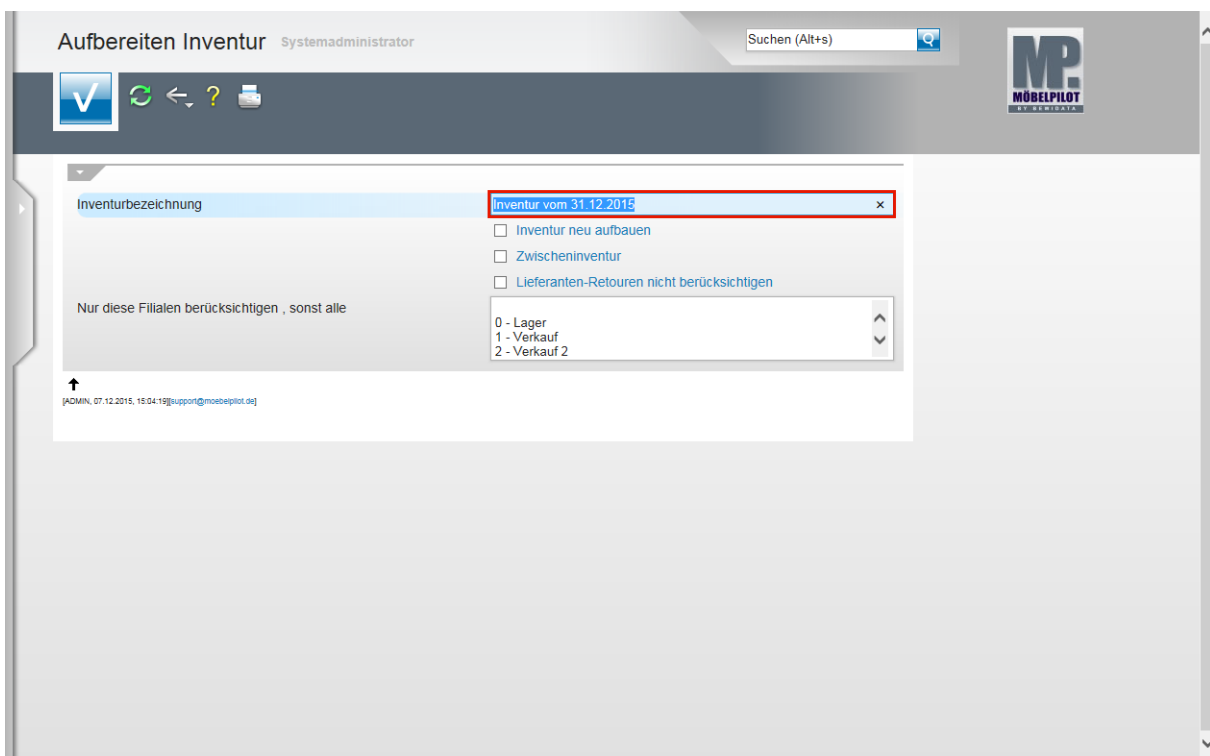 Aufbereiten Inventur Systemadministrator
Suchen (Alt+s)
MP.
MÖBELPILOT
BY BEMIDATA
?
Inventurbezeichnung
Inventur vom 31.12.2015
Inventur neu aufbauen
Zwischeninventur
Lieferanten-Retouren nicht berücksichtigen
Nur diese Filialen berücksichtigen , sonst alle
0 - Lager
1 - Verkauf
2 - Verkauf 2
[ADMIN, 07.12.2015, 15:04:19][support@moebelpilot.de]